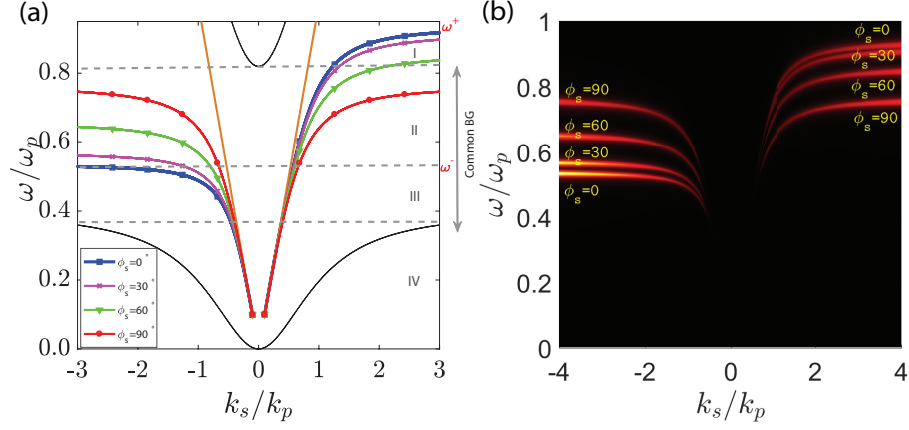 (a)
ω/ω_p
0.8
0.6
0.4
0.2
0.0
-3
-2
-1
0
1
2
3
k_s/k_p
I
II
III
IV
ω⁺
ω⁻
Common BG
ϕ_s=0°
ϕ_s=30°
ϕ_s=60°
ϕ_s=90°
(b)
ω/ω_p
1
0.8
0.6
0.4
0.2
0
-4
-2
0
2
4
k_s/k_p
ϕ_s=90
ϕ_s=60
ϕ_s=30
ϕ_s=0
ϕ_s=0
ϕ_s=30
ϕ_s=60
ϕ_s=90